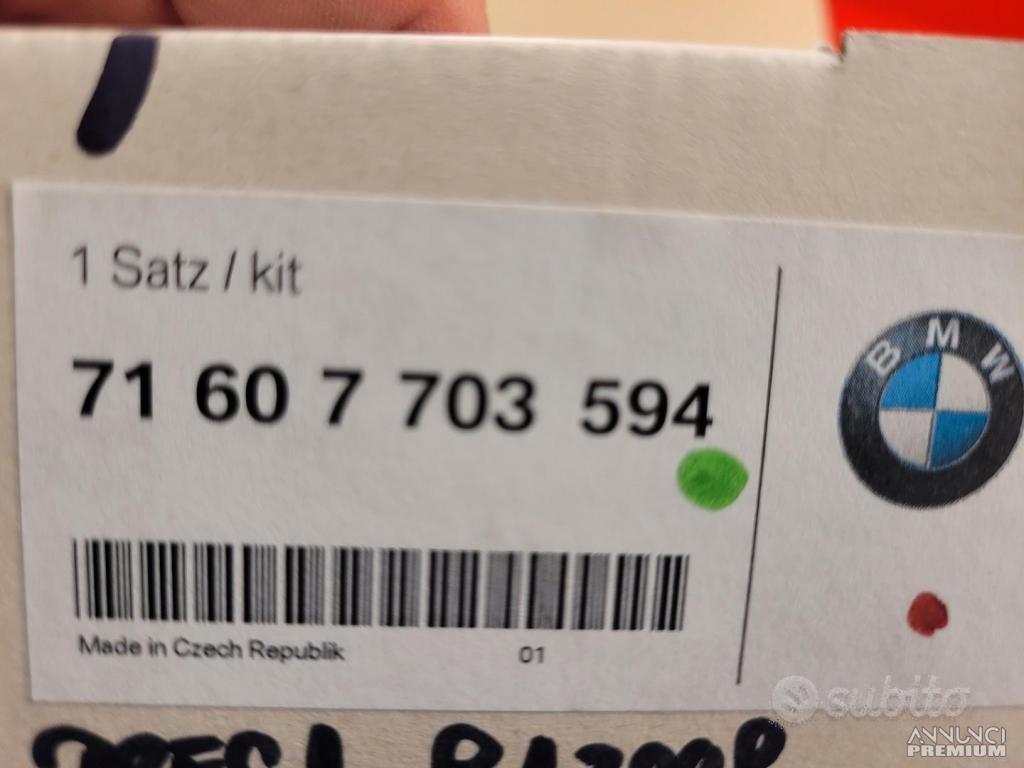 1 Satz / kit
71 60 7 703 594
BMW
Made in Czech Republik 01
subito
ANNUNCI
PREMIUM